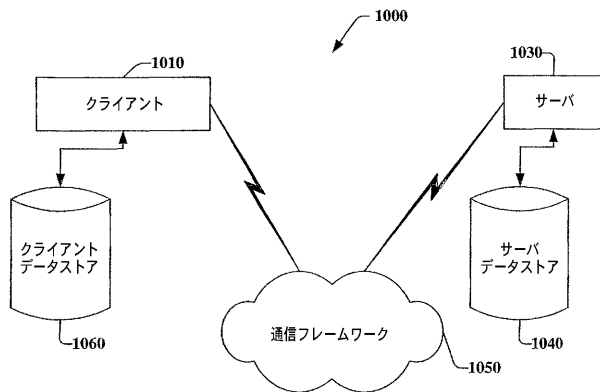 1000
1010
クライアント
1030
サーバ
クライアント
データストア
サーバ
データストア
通信フレームワーク
1060
1050
1040